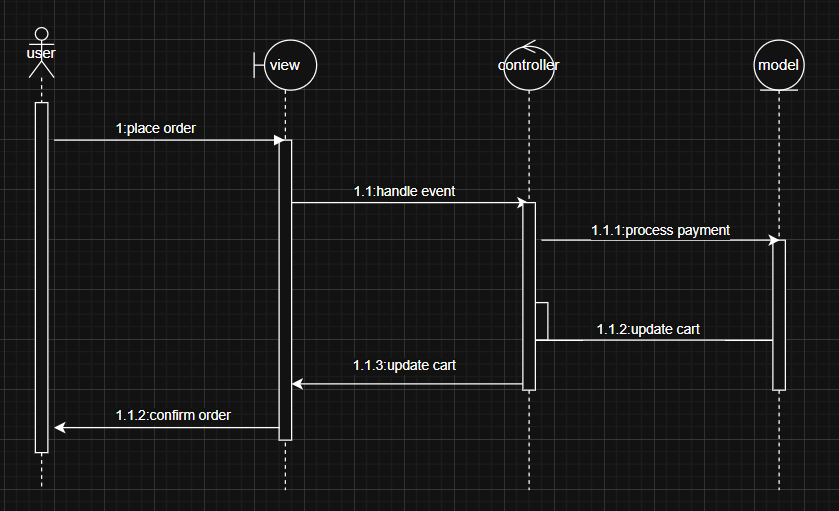 user
view
controller
model
1:place order
1.1:handle event
1.1.1:process payment
1.1.2:update cart
1.1.3:update cart
1.1.2:confirm order